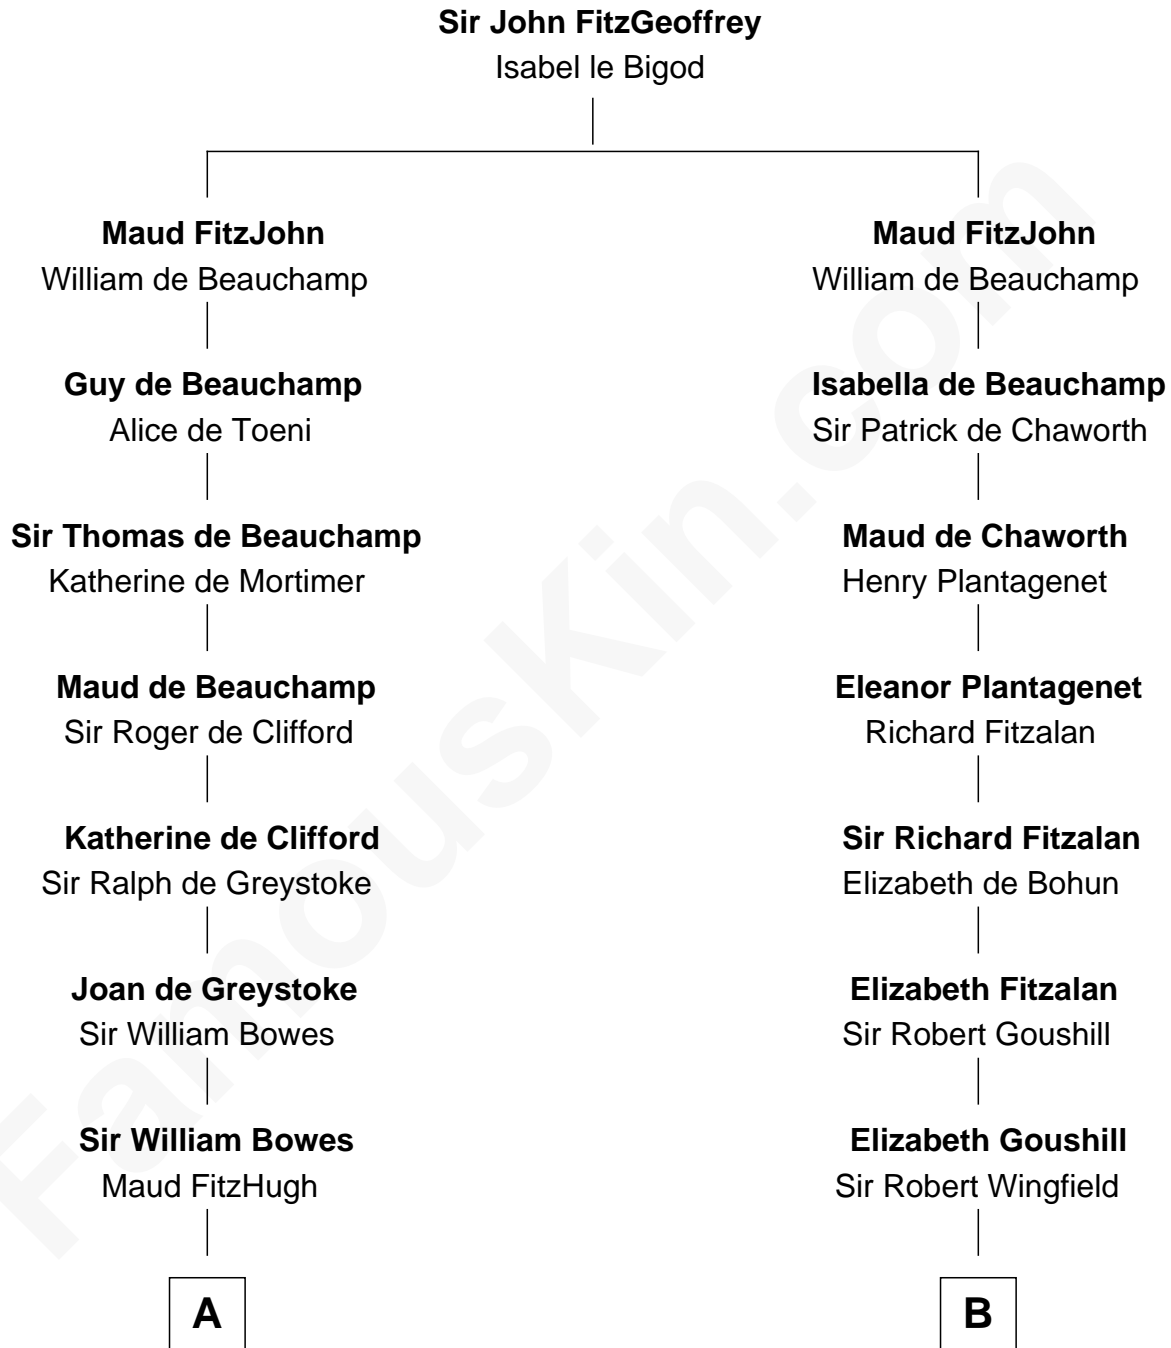 Sir John FitzGeoffrey
Isabel le Bigod
Maud FitzJohn
William de Beauchamp
Guy de Beauchamp
Alice de Toeni
Sir Thomas de Beauchamp
Katherine de Mortimer
Maud de Beauchamp
Sir Roger de Clifford
Katherine de Clifford
Sir Ralph de Greystoke
Joan de Greystoke
Sir William Bowes
Sir William Bowes
Maud FitzHugh
A
Maud FitzJohn
William de Beauchamp
Isabella de Beauchamp
Sir Patrick de Chaworth
Maud de Chaworth
Henry Plantagenet
Eleanor Plantagenet
Richard Fitzalan
Sir Richard Fitzalan
Elizabeth de Bohun
Elizabeth Fitzalan
Sir Robert Goushill
Elizabeth Goushill
Sir Robert Wingfield
B
FamousKin.com